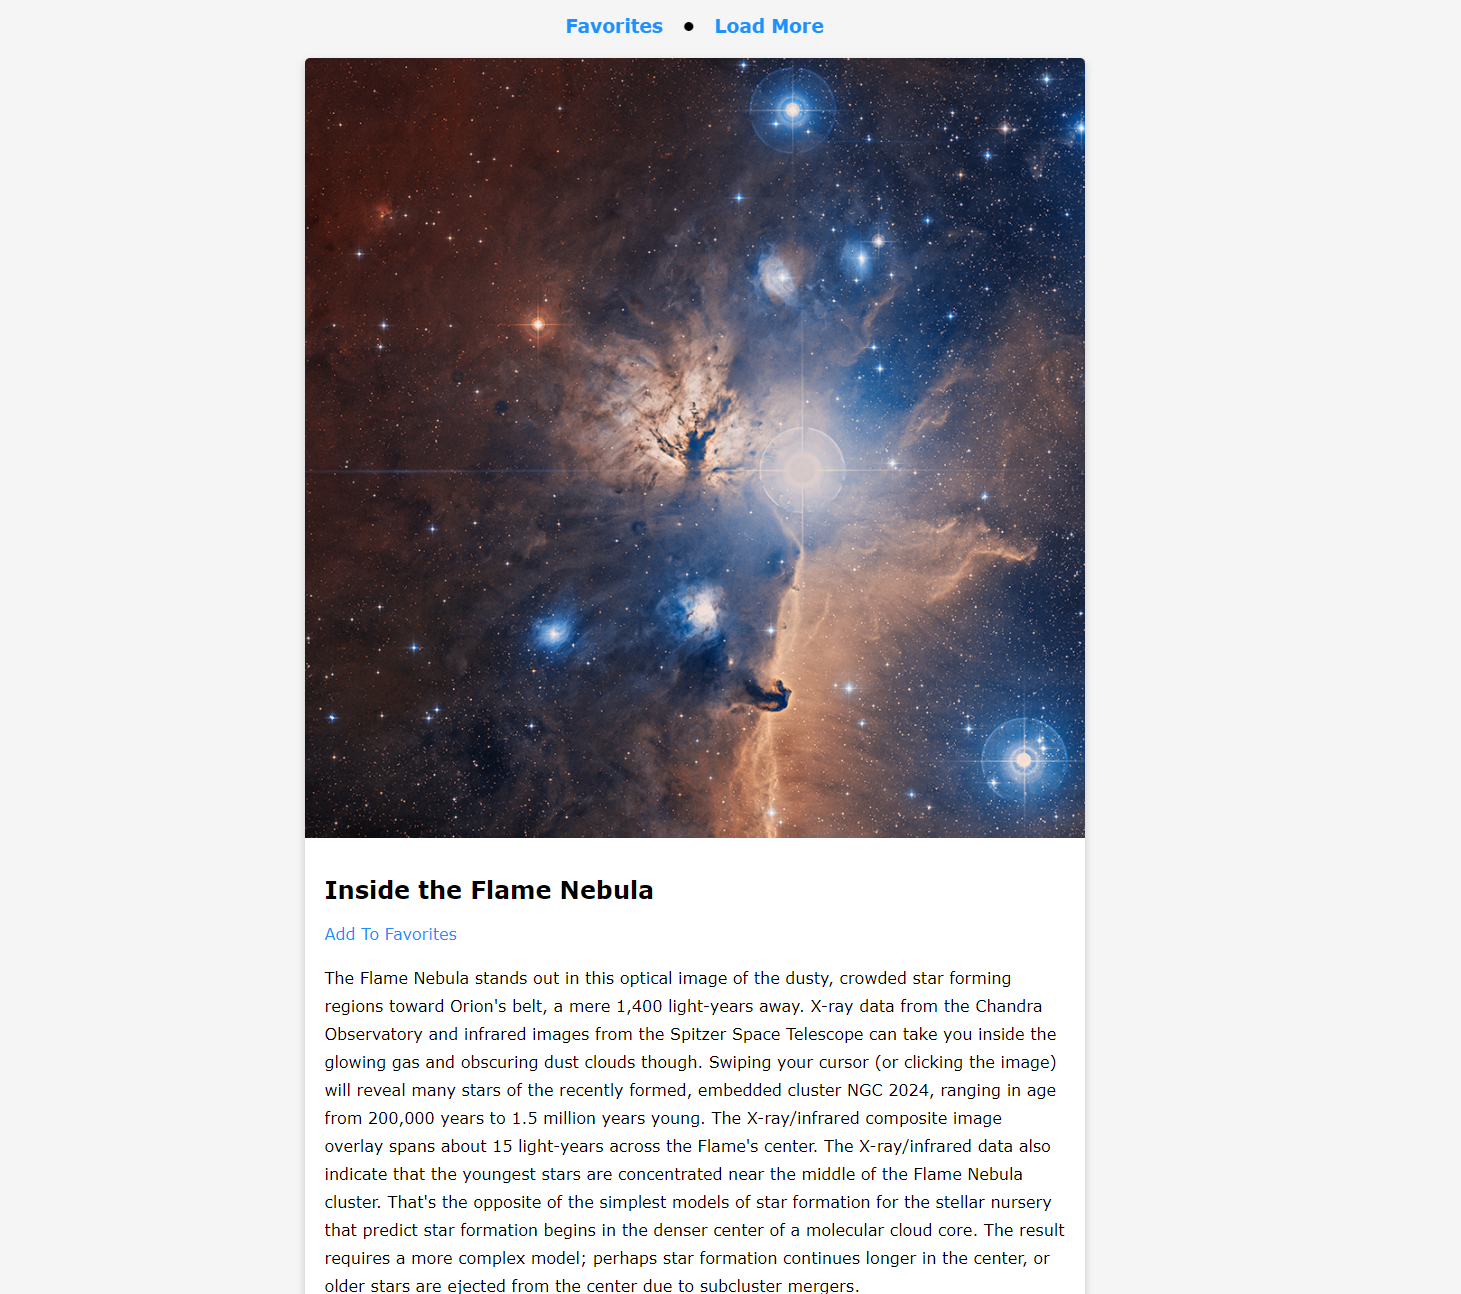 Favorites • Load More
Inside the Flame Nebula
Add To Favorites
The Flame Nebula stands out in this optical image of the dusty, crowded star forming
regions toward Orion's belt, a mere 1,400 light-years away. X-ray data from the Chandra
Observatory and infrared images from the Spitzer Space Telescope can take you inside the
glowing gas and obscuring dust clouds though. Swiping your cursor (or clicking the image)
will reveal many stars of the recently formed, embedded cluster NGC 2024, ranging in age
from 200,000 years to 1.5 million years young. The X-ray/infrared composite image
overlay spans about 15 light-years across the Flame's center. The X-ray/infrared data also
indicate that the youngest stars are concentrated near the middle of the Flame Nebula
cluster. That's the opposite of the simplest models of star formation for the stellar nursery
that predict star formation begins in the denser center of a molecular cloud core. The result
requires a more complex model; perhaps star formation continues longer in the center, or
older stars are ejected from the center due to subcluster mergers.